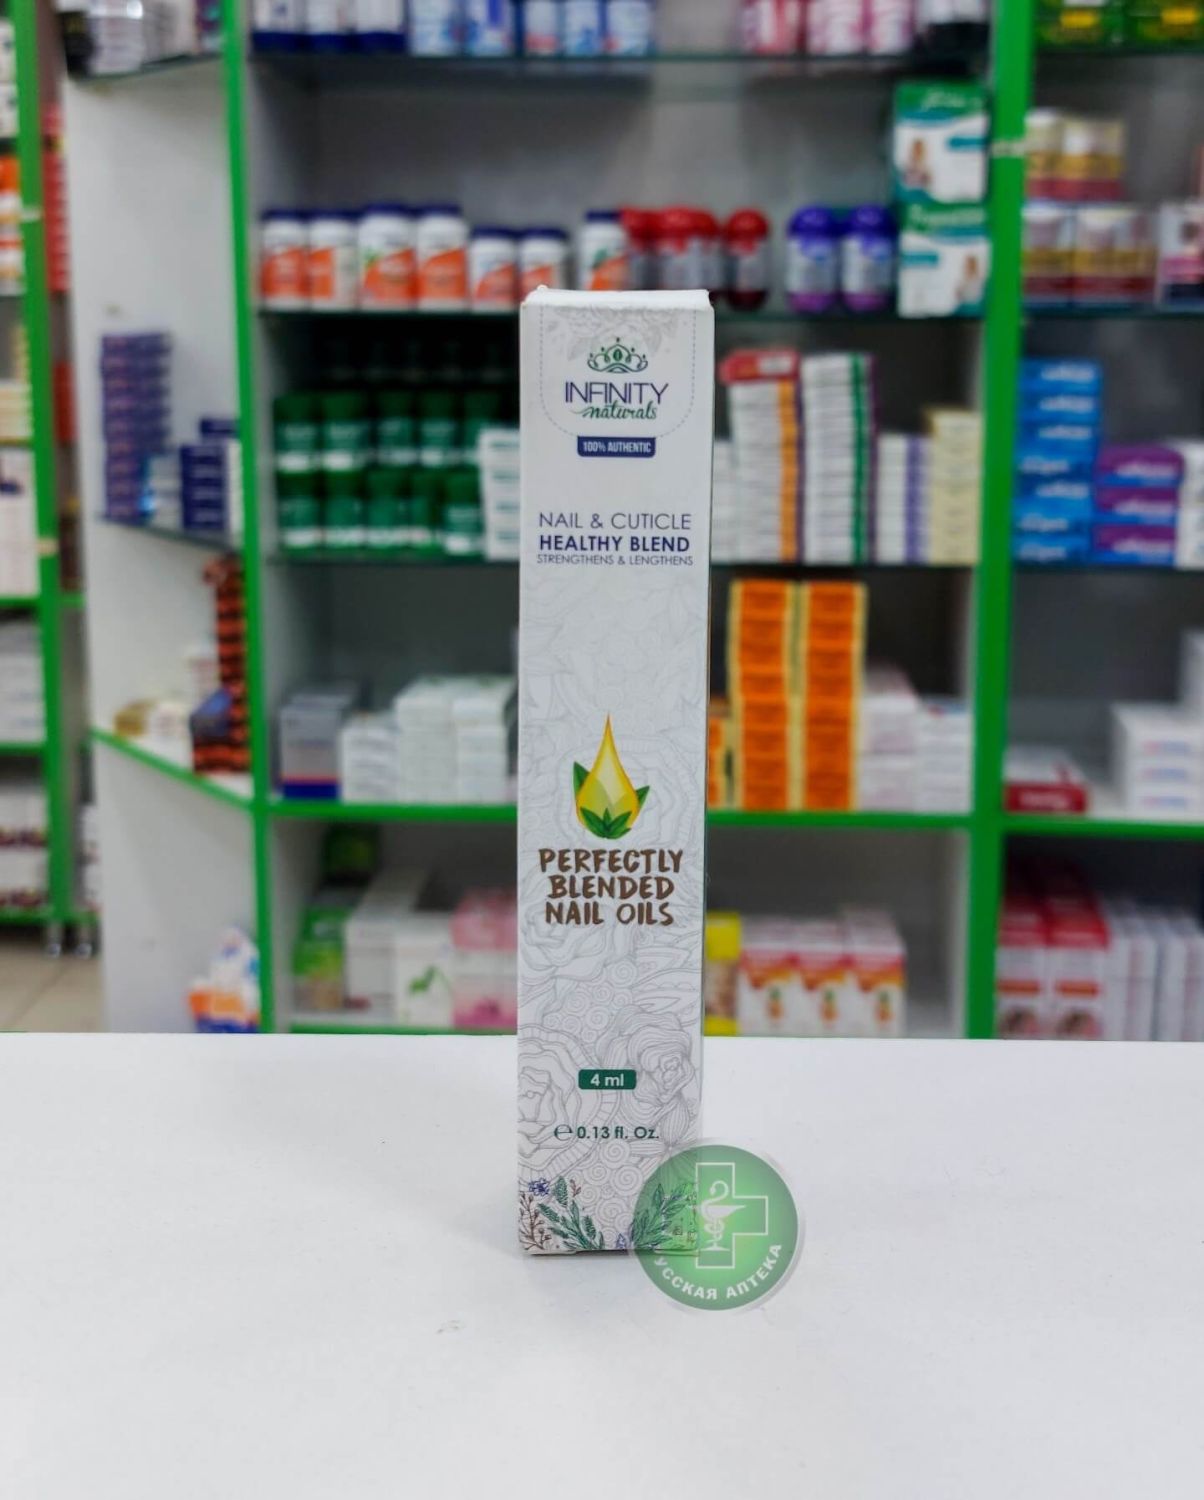 INFINITY
naturals
100% AUTHENTIC
NAIL & CUTICLE
HEALTHY BLEND
STRENGTHENS & LENGTHENS
PERFECTLY
BLENDED
NAIL OILS
4 ml
℮ 0.13 fl. Oz.
УССКАЯ АПТЕКА